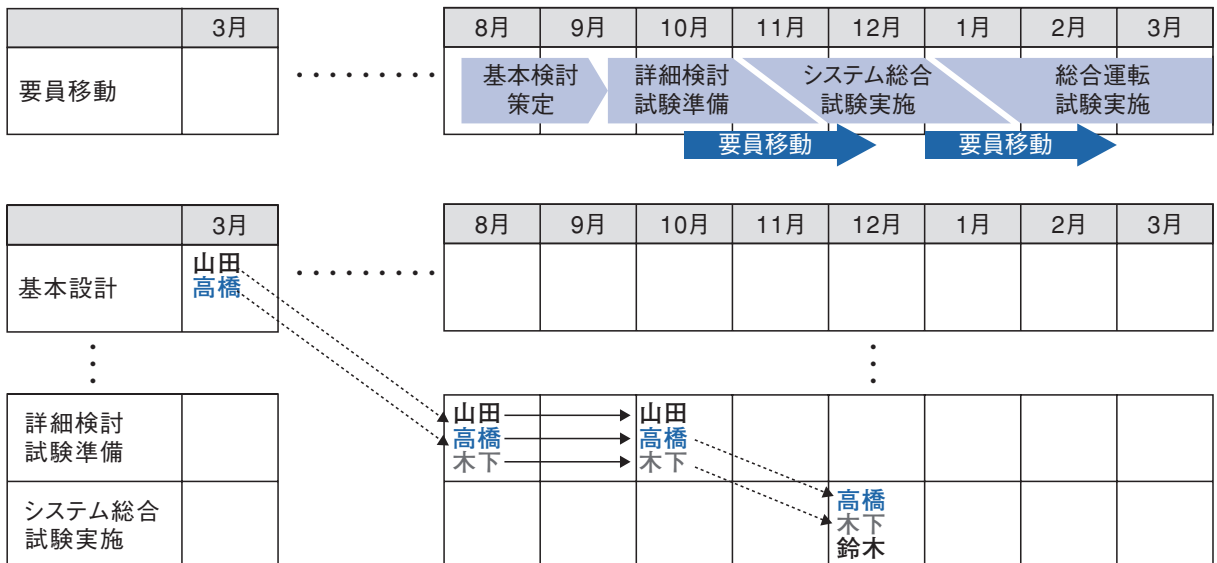 3月
8月 9月 10月 11月 12月 1月 2月 3月
要員移動
・・・・・・・・・
基本検討
策定
詳細検討
試験準備
システム総合
試験実施
総合運転
試験実施
要員移動
要員移動
3月
8月 9月 10月 11月 12月 1月 2月 3月
基本設計
山田
高橋
・・・・・・・・・
詳細検討
試験準備
山田
高橋
木下
山田
高橋
木下
システム総合
試験実施
高橋
木下
鈴木